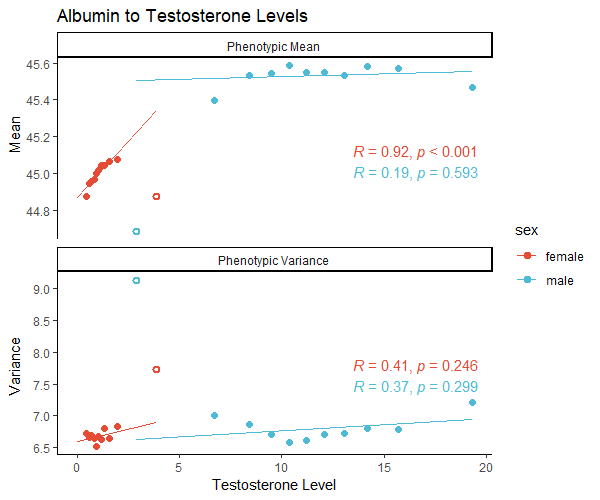 Albumin to Testosterone Levels
Phenotypic Mean
45.6
45.4
45.2
45.0
44.8
Mean
R = 0.92, p < 0.001
R = 0.19, p = 0.593
Phenotypic Variance
9.0
8.5
8.0
7.5
7.0
6.5
Variance
R = 0.41, p = 0.246
R = 0.37, p = 0.299
0 5 10 15 20
Testosterone Level
sex
female
male